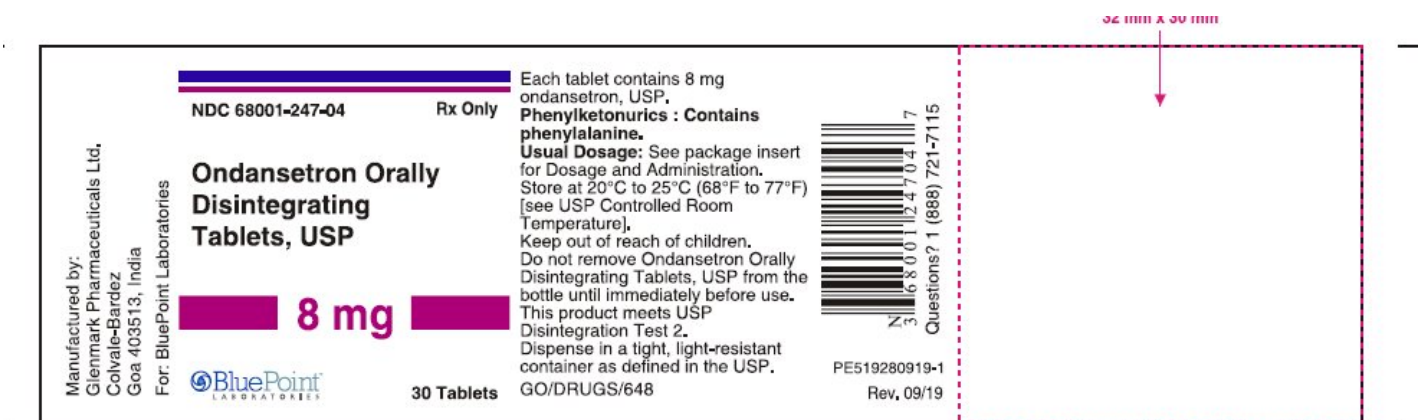 32 mm x 30 mm
Manufactured by:
Glenmark Pharmaceuticals Ltd.
Colvale-Bardez
Goa 403513, India
For: BluePoint Laboratories
NDC 68001-247-04 Rx Only
Ondansetron Orally
Disintegrating
Tablets, USP
8 mg
BluePoint
LABORATORIES
30 Tablets
Each tablet contains 8 mg
ondansetron, USP.
Phenylketonurics : Contains
phenylalanine.
Usual Dosage: See package insert
for Dosage and Administration.
Store at 20°C to 25°C (68°F to 77°F)
[see USP Controlled Room
Temperature].
Keep out of reach of children.
Do not remove Ondansetron Orally
Disintegrating Tablets, USP from the
bottle until immediately before use.
This product meets USP
Disintegration Test 2.
Dispense in a tight, light-resistant
container as defined in the USP.
GO/DRUGS/648
N
3 68001 24704 7
Questions? 1 (888) 721-7115
PE519280919-1
Rev. 09/19